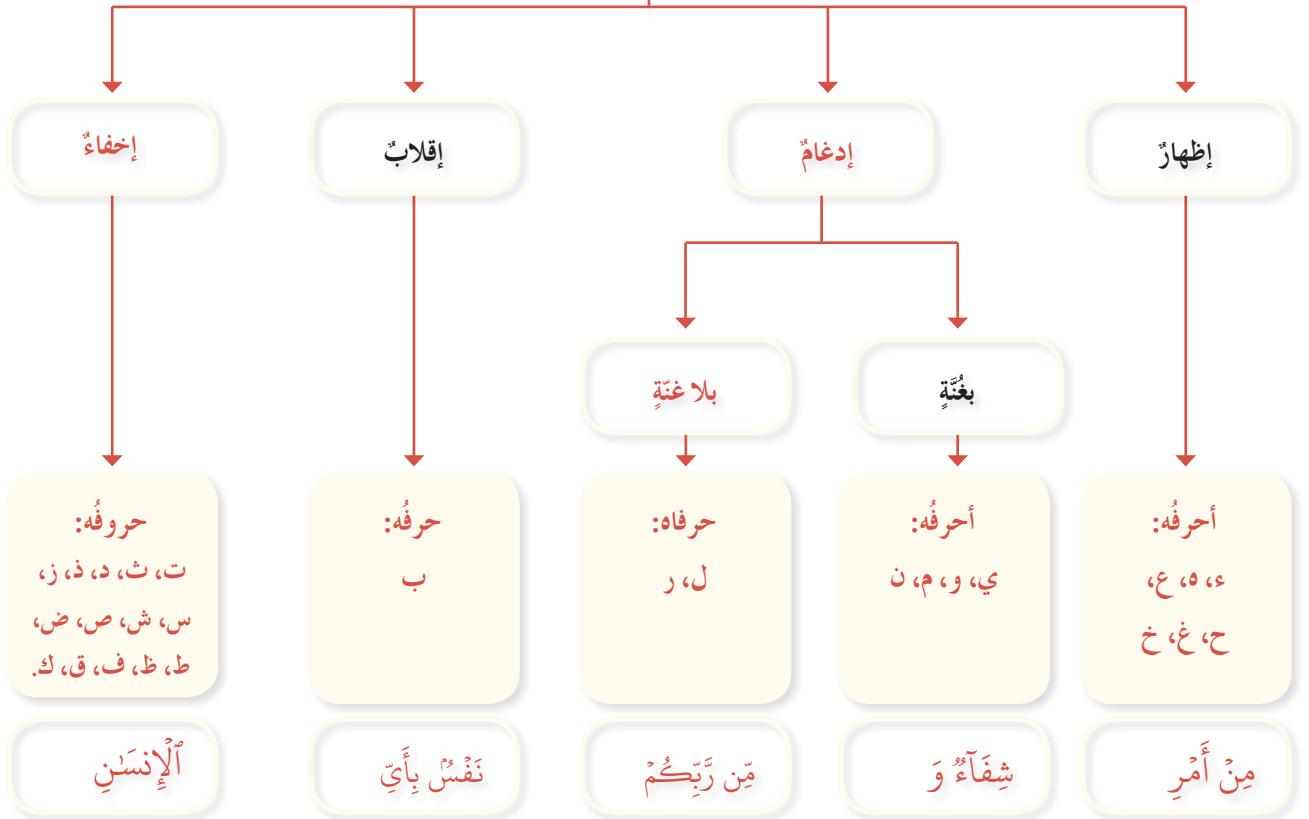 إظهارٌ
إدغامٌ
إقلابٌ
إخفاءٌ
بغُنَّةٍ
بلا غنّةٍ
أحرفُه:
ء، ه، ع،
ح، غ، خ
أحرفُه:
ي، و، م، ن
حرفاه:
ل، ر
حرفُه:
ب
حروفُه:
ت، ث، د، ذ، ز،
س، ش، ص، ض،
ط، ظ، ف، ق، ك.
مِنۡ أَمۡرِ
شِفَآءٞ وَ
مِّن رَّبِّكُمۡ
نَفۡسُۢ بِأَيِّ
ٱلۡإِنسَٰنِ